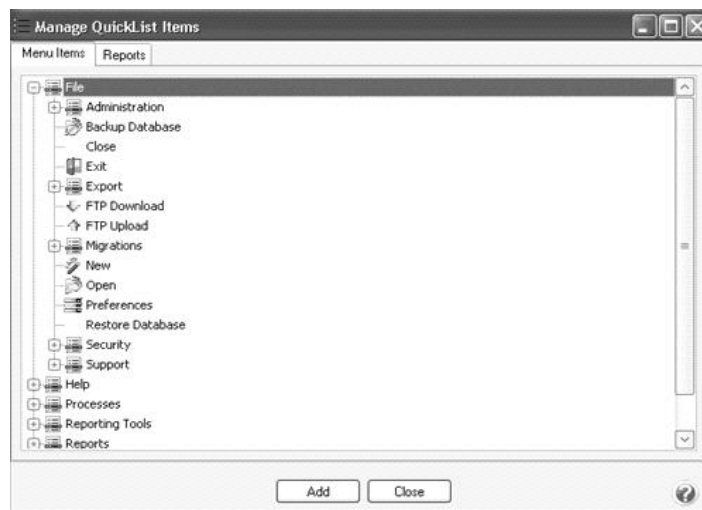 Manage QuickList Items
Menu Items Reports
File
Administration
Backup Database
Close
Exit
Export
FTP Download
FTP Upload
Migrations
New
Open
Preferences
Restore Database
Security
Support
Help
Processes
Reporting Tools
Reports
Add Close